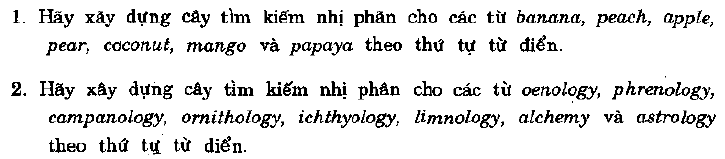 1. Hãy xây dựng cây tìm kiếm nhị phân cho các từ banana, peach, apple,
pear, coconut, mango và papaya theo thứ tự từ điển.
2. Hãy xây dựng cây tìm kiếm nhị phân cho các từ oenology, phrenology,
campanology, ornithology, ichthyology, limnology, alchemy và astrology
theo thứ tự từ điển.